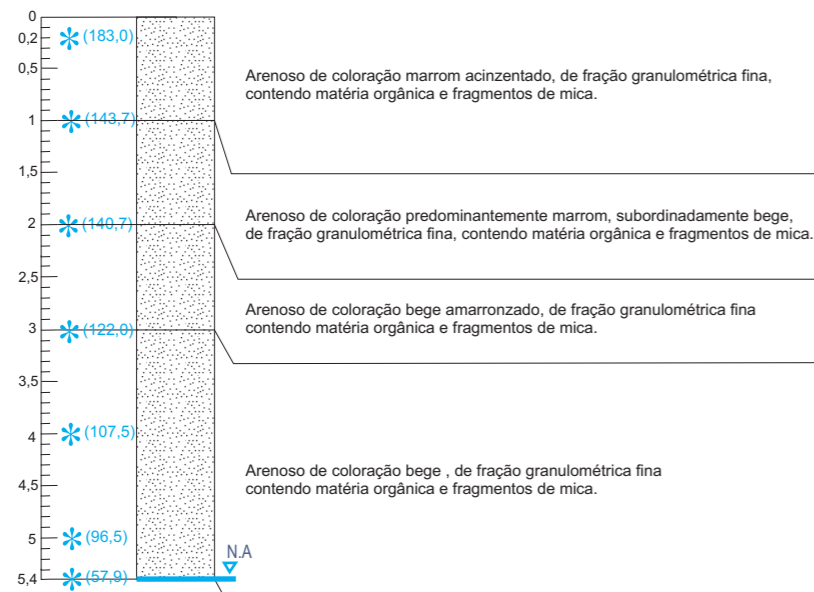 0
0,2
(183,0)
0,5
Arenoso de coloração marrom acinzentado, de fração granulométrica fina,
contendo matéria orgânica e fragmentos de mica.
1
(143,7)
1,5
Arenoso de coloração predominantemente marrom, subordinadamente bege,
de fração granulométrica fina, contendo matéria orgânica e fragmentos de mica.
2
(140,7)
2,5
Arenoso de coloração bege amarronzado, de fração granulométrica fina
contendo matéria orgânica e fragmentos de mica.
3
(122,0)
3,5
4
(107,5)
Arenoso de coloração bege , de fração granulométrica fina
contendo matéria orgânica e fragmentos de mica.
4,5
5
(96,5)
N.A
5,4
(57,9)